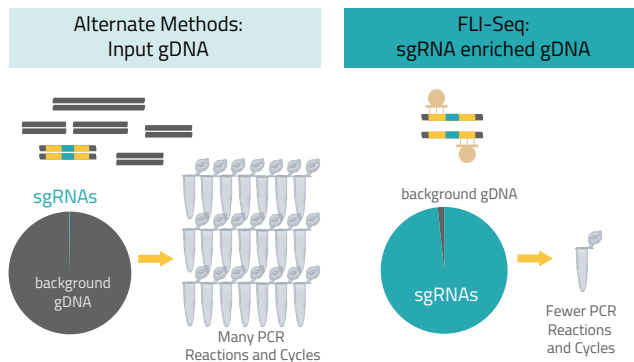 Alternate Methods:
Input gDNA
sgRNAs
background
gDNA
Many PCR
Reactions and Cycles
FLI-Seq:
sgRNA enriched gDNA
background gDNA
sgRNAs
Fewer PCR
Reactions
and Cycles